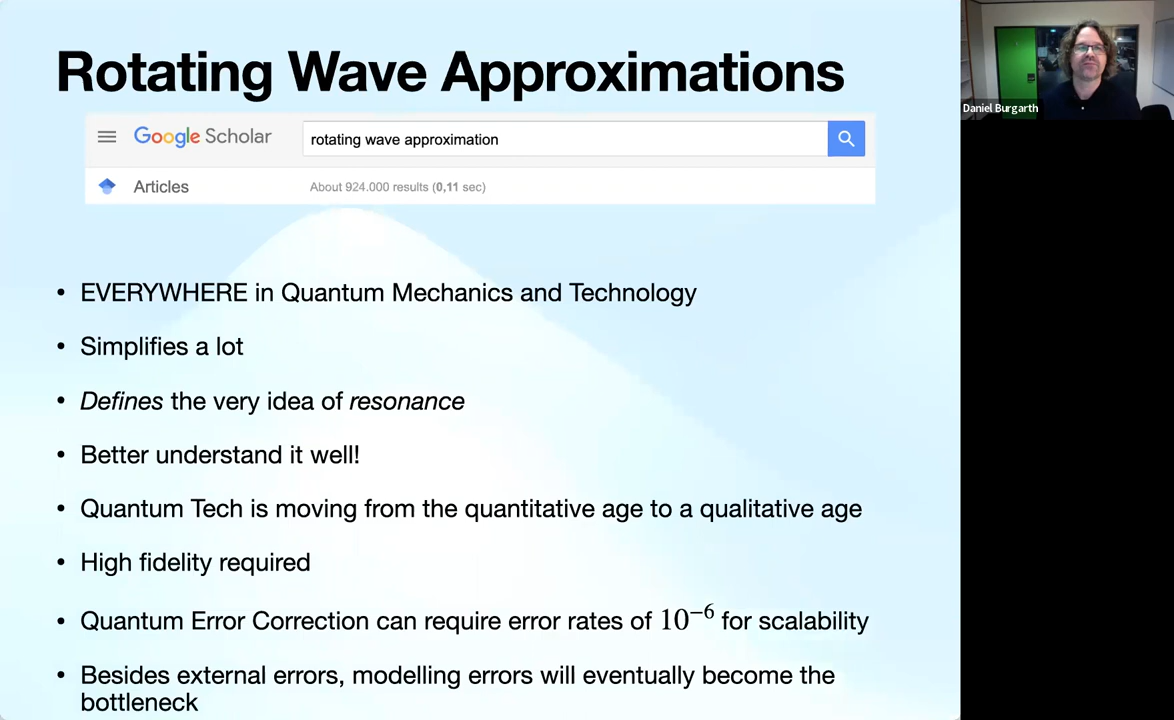 Rotating Wave Approximations
Google Scholar
rotating wave approximation
Articles
About 924.000 results (0,11 sec)
• EVERYWHERE in Quantum Mechanics and Technology
• Simplifies a lot
• Defines the very idea of resonance
• Better understand it well!
• Quantum Tech is moving from the quantitative age to a qualitative age
• High fidelity required
• Quantum Error Correction can require error rates of 10⁻⁶ for scalability
• Besides external errors, modelling errors will eventually become the
bottleneck
Daniel Burgarth